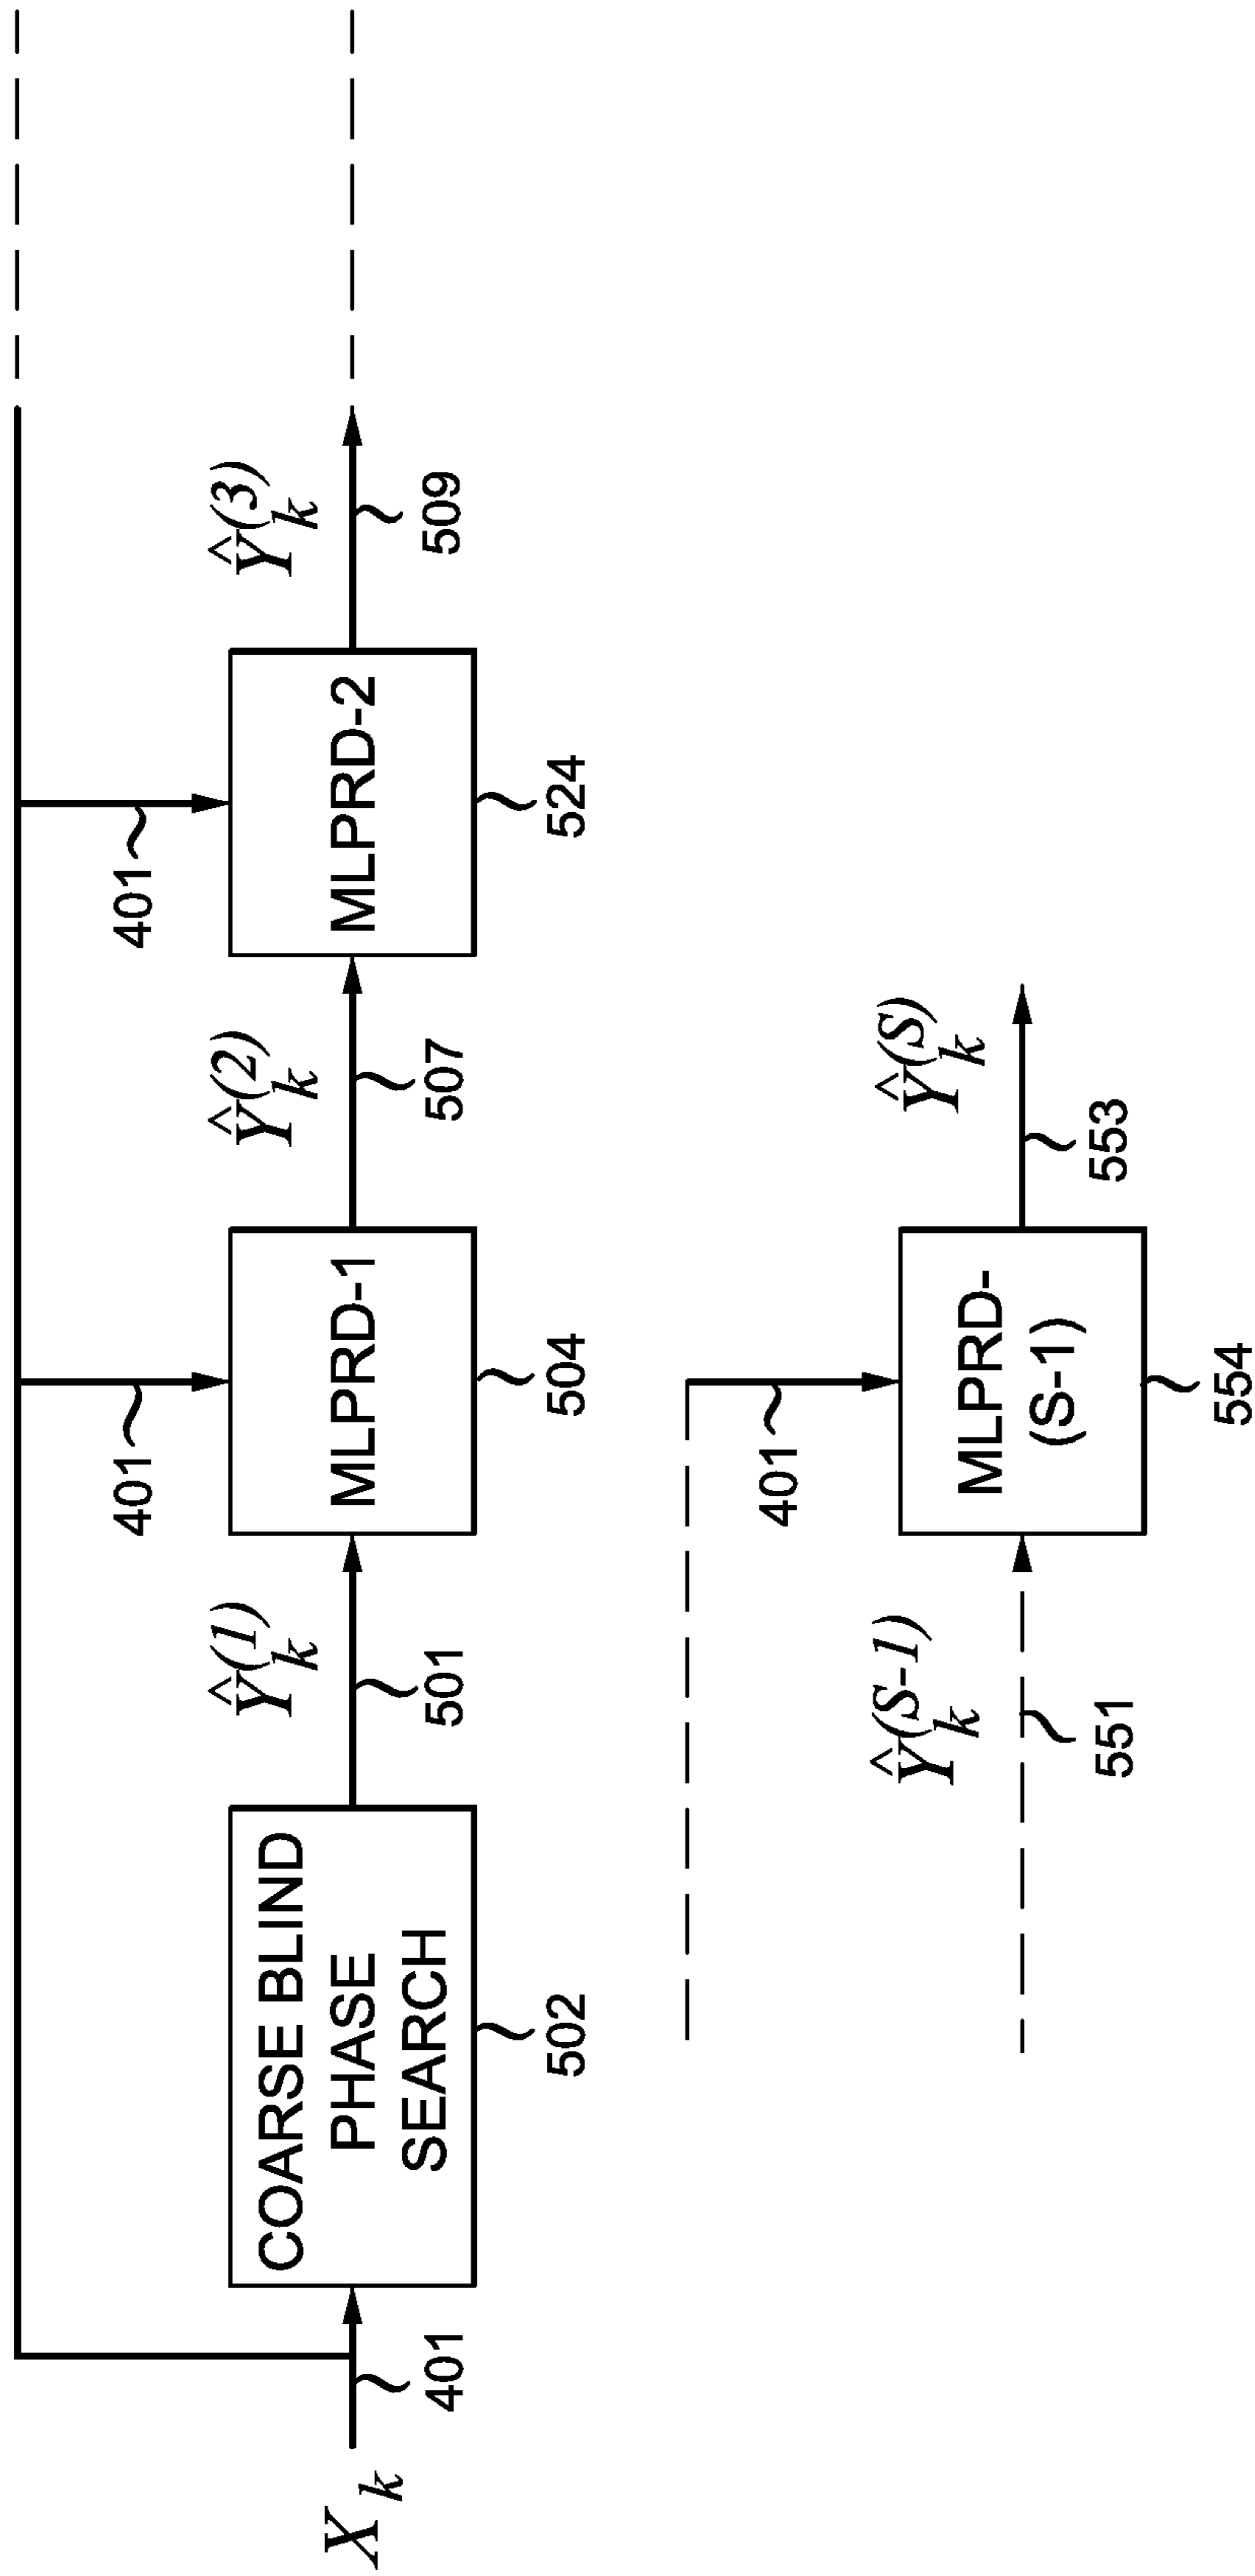 X_k
401
COARSE BLIND
PHASE
SEARCH
502
Ŷ_k^(1)
501
401
MLPRD-1
504
Ŷ_k^(2)
507
401
MLPRD-2
524
Ŷ_k^(3)
509
Ŷ_k^(S-1)
551
401
MLPRD-
(S-1)
554
Ŷ_k^(S)
553